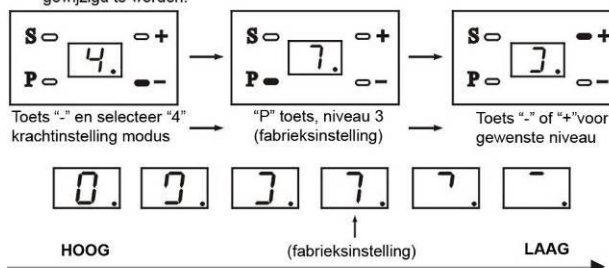 gewijzigd te worden.
S + S + S +
4. 7. Ɔ.
P - P - P -
Toets "-" en selecteer "4" "P" toets, niveau 3 Toets "-" of "+"voor
krachtinstelling modus (fabrieksinstelling) gewenste niveau
HOOG (fabrieksinstelling) LAAG